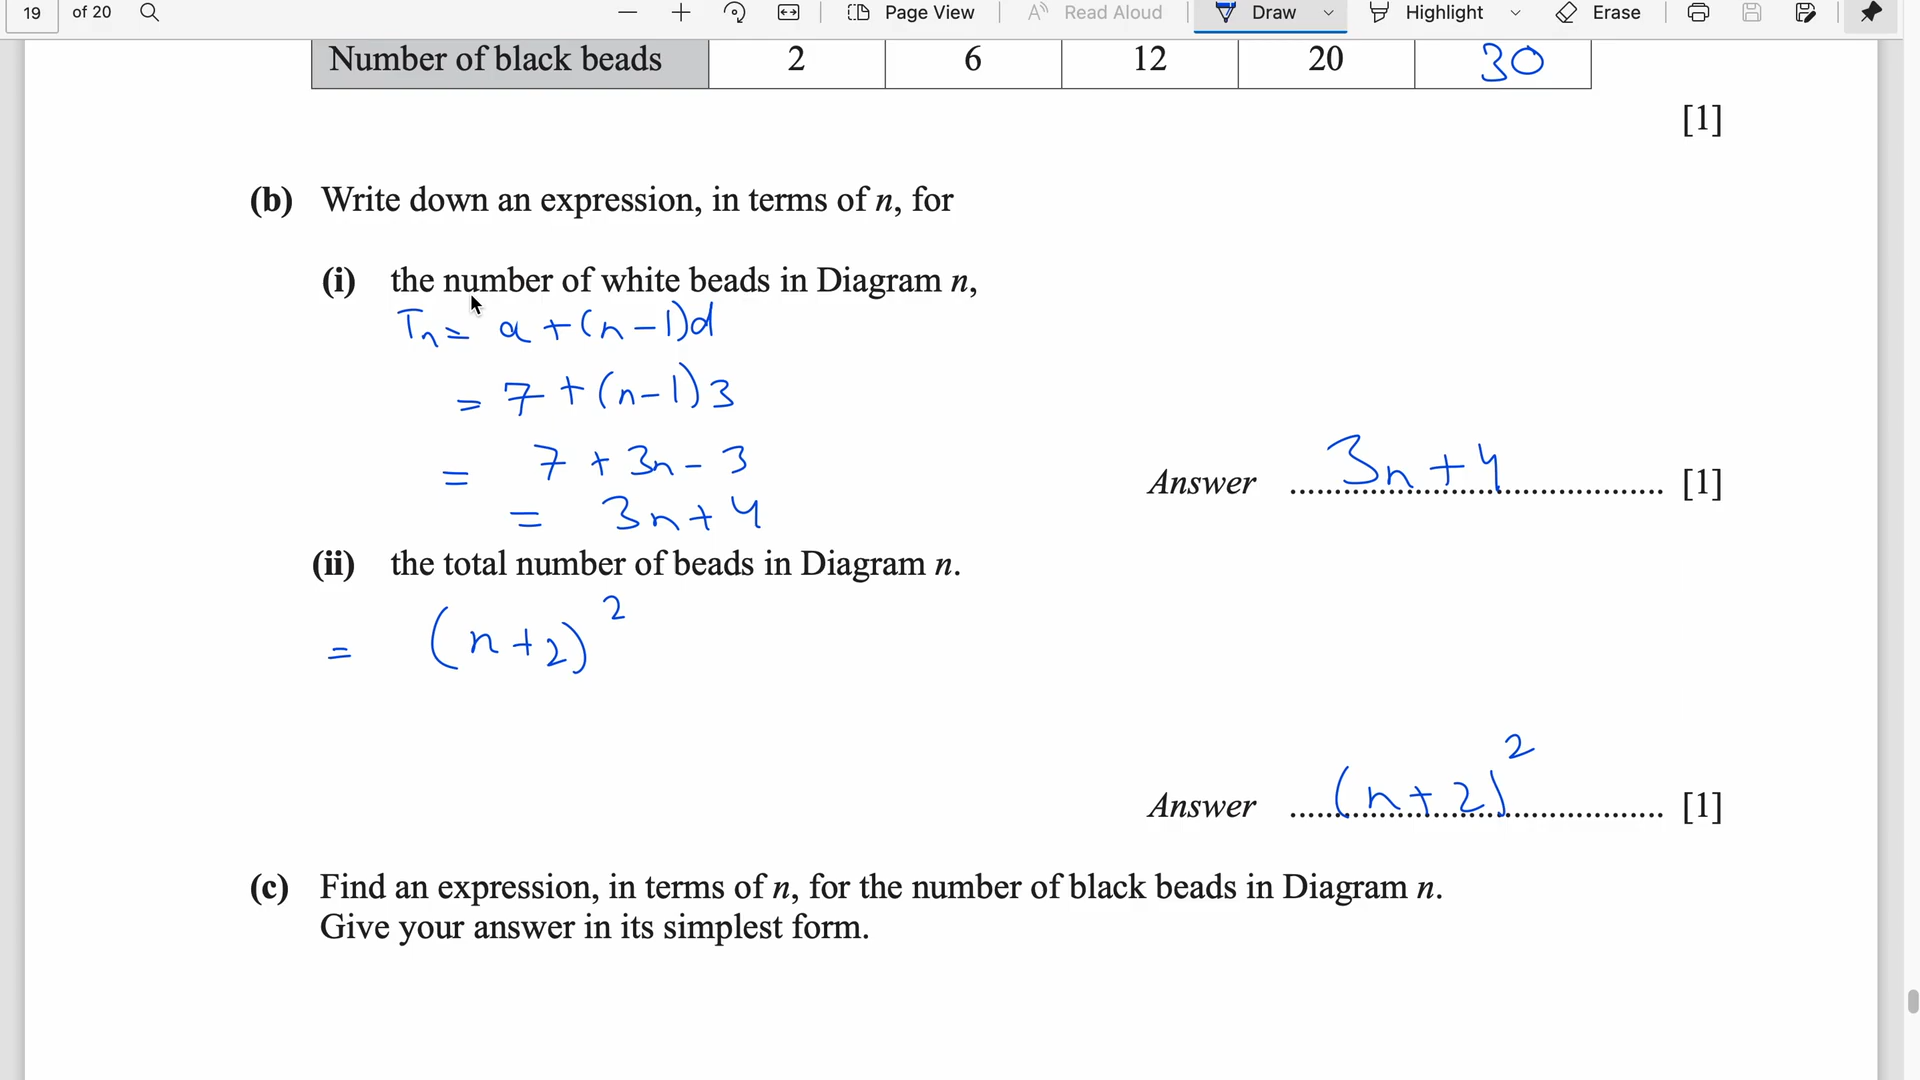 19 of 20 Page View Read Aloud Draw Highlight Erase
Number of black beads 2 6 12 20 30
[1]
(b) Write down an expression, in terms of n, for
(i) the number of white beads in Diagram n,
Tn = a + (n - 1)d
= 7 + (n-1)3
= 7 + 3n - 3
Answer 3n + 4 [1]
= 3n + 4
(ii) the total number of beads in Diagram n.
= (n + 2)²
Answer (n + 2)² [1]
(c) Find an expression, in terms of n, for the number of black beads in Diagram n.
Give your answer in its simplest form.